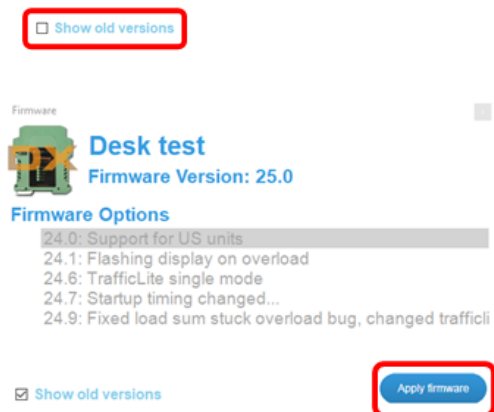 Show old versions
Firmware
DX
Desk test
Firmware Version: 25.0
Firmware Options
24.0: Support for US units
24.1: Flashing display on overload
24.6: TrafficLite single mode
24.7: Startup timing changed...
24.9: Fixed load sum stuck overload bug, changed trafficli
Show old versions
Apply firmware